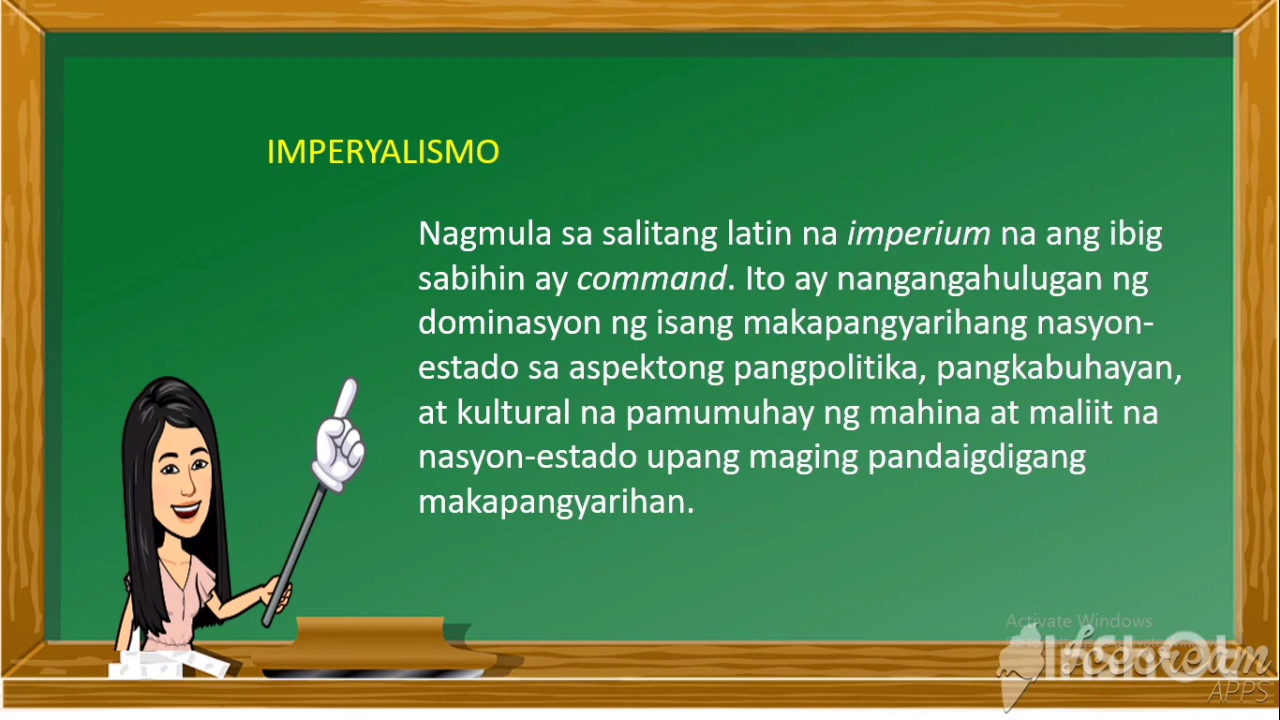 IMPERYALISMO
Nagmula sa salitang latin na imperium na ang ibig
sabihin ay command. Ito ay nangangahulugan ng
dominasyon ng isang makapangyarihang nasyon-
estado sa aspektong pangpolitika, pangkabuhayan,
at kultural na pamumuhay ng mahina at maliit na
nasyon-estado upang maging pandaigdigang
makapangyarihan.
Activate Windows
Icecream
APPS